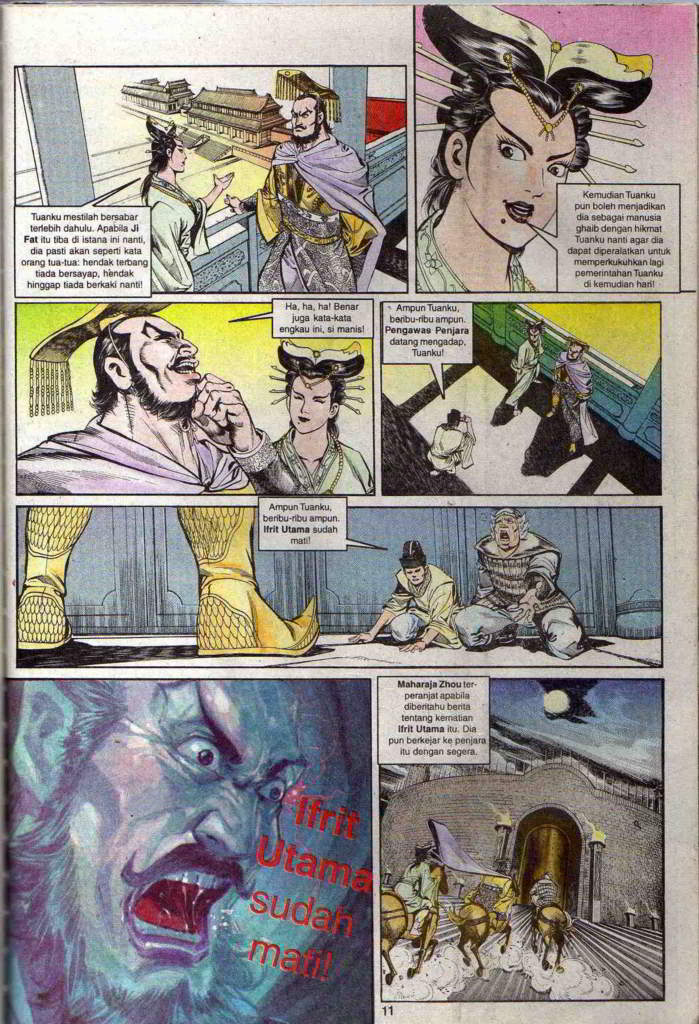 Tuanku mestilah bersabar
terlebih dahulu. Apabila Ji
Fat itu tiba di istana ini nanti,
dia pasti akan seperti kata
orang tua-tua: hendak terbang
tiada bersayap, hendak
hinggap tiada berkaki nanti!
Kemudian Tuanku
pun boleh menjadikan
dia sebagai manusia
ghaib dengan hikmat
Tuanku nanti agar dia
dapat diperalatkan untuk
memperkukuhkan lagi
pemerintahan Tuanku
di kemudian hari!
Ha, ha, ha! Benar
juga kata-kata
engkau ini, si manis!
Ampun Tuanku,
beribu-ribu ampun.
Pengawas Penjara
datang mengadap,
Tuanku!
Ampun Tuanku,
beribu-ribu ampun.
Ifrit Utama sudah
mati!
Ifrit
Utama
sudah
mati!
Maharaja Zhou ter-
peranjat apabila
diberitahu berita
tentang kematian
Ifrit Utama itu. Dia
pun berkejar ke penjara
itu dengan segera.
11